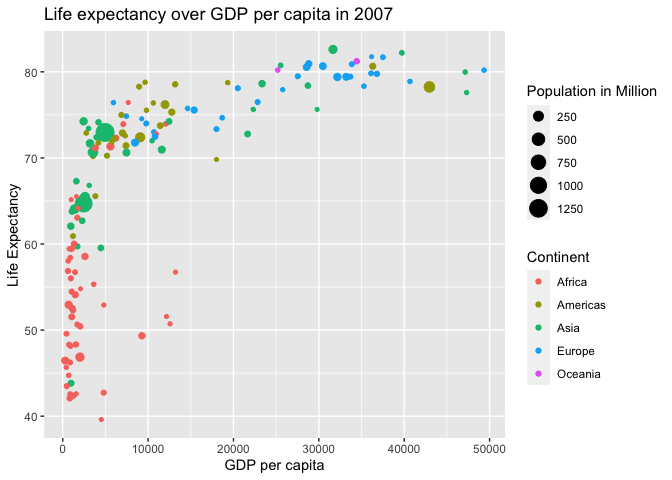 Life expectancy over GDP per capita in 2007
Life Expectancy
80
70
60
50
40
0
10000
20000
30000
40000
50000
GDP per capita
Population in Million
250
500
750
1000
1250
Continent
Africa
Americas
Asia
Europe
Oceania